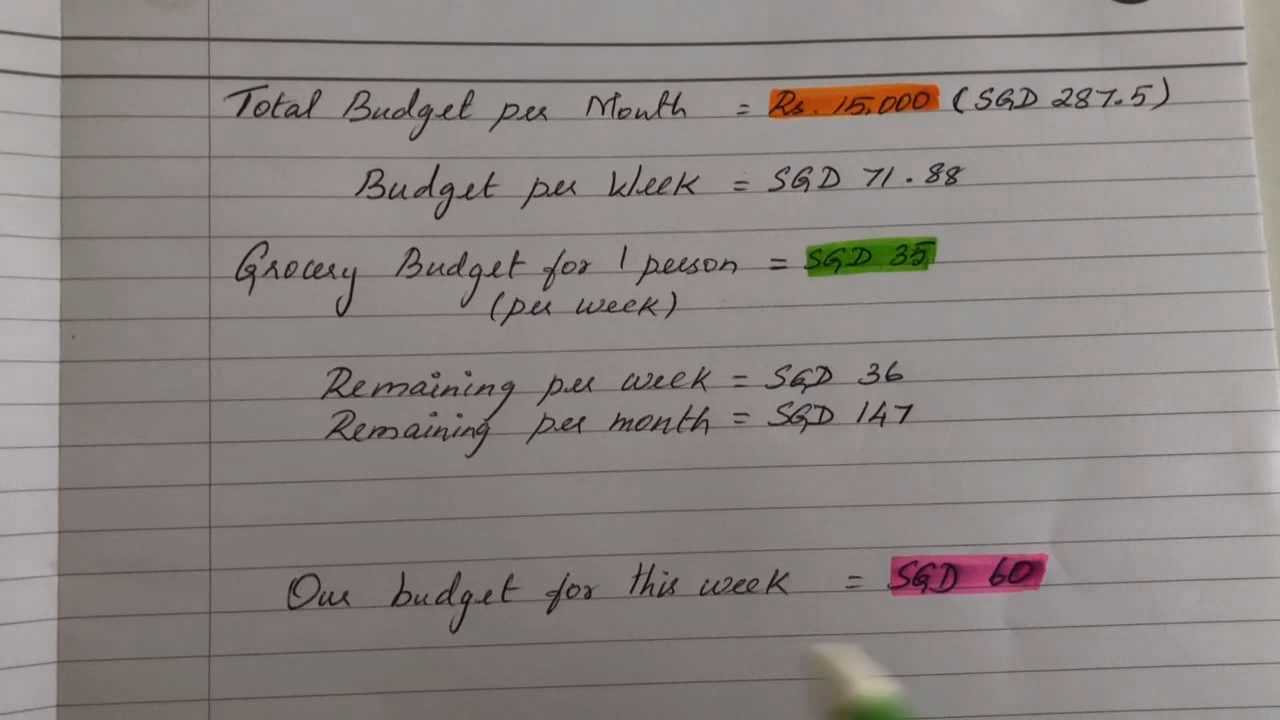 Total Budget per Month = Rs. 15,000 (SGD 287.5)
Budget per Week = SGD 71.88
Grocery Budget for 1 person = SGD 35
(per week)
Remaining per week = SGD 36
Remaining per month = SGD 147
Our budget for this week = SGD 60